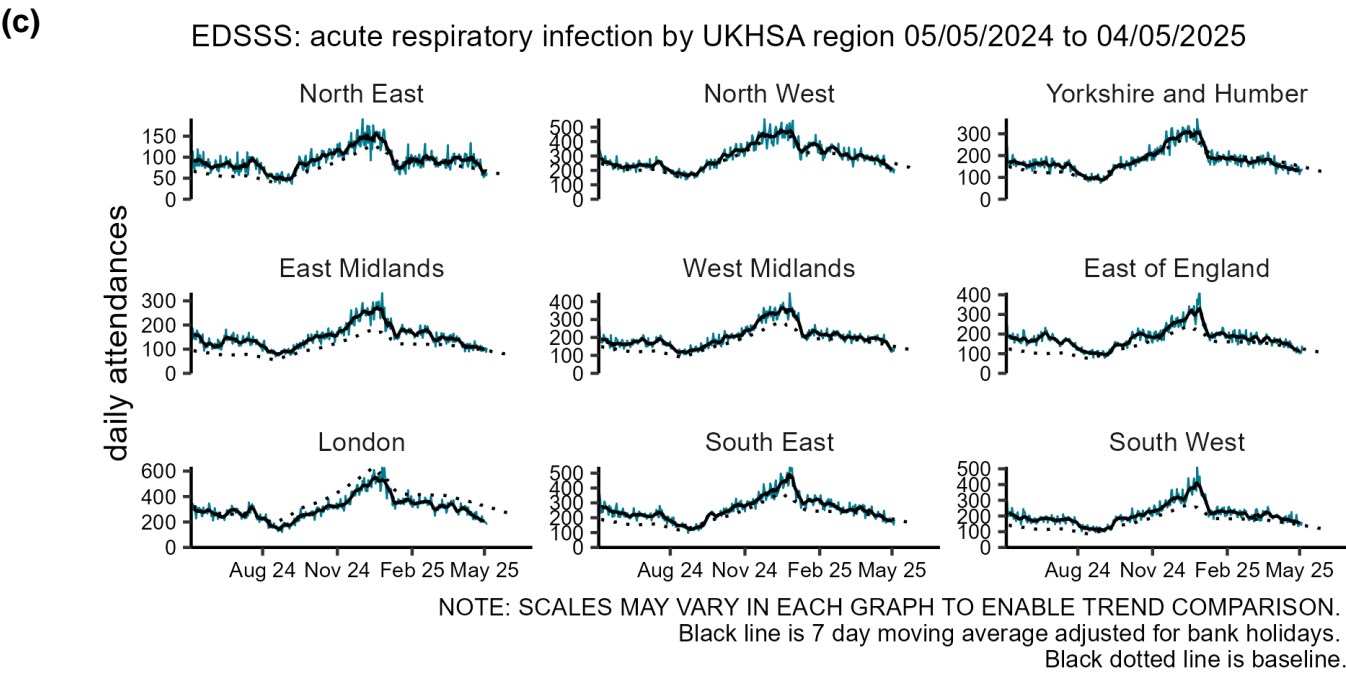 (c)
EDSSS: acute respiratory infection by UKHSA region 05/05/2024 to 04/05/2025
daily attendances
North East
150
100
50
0
North West
500
400
300
200
100
0
Yorkshire and Humber
300
200
100
0
East Midlands
300
200
100
0
West Midlands
400
300
200
100
0
East of England
400
300
200
100
0
London
600
400
200
0
Aug 24 Nov 24 Feb 25 May 25
South East
500
400
300
200
100
0
Aug 24 Nov 24 Feb 25 May 25
South West
500
400
300
200
100
0
Aug 24 Nov 24 Feb 25 May 25
NOTE: SCALES MAY VARY IN EACH GRAPH TO ENABLE TREND COMPARISON.
Black line is 7 day moving average adjusted for bank holidays.
Black dotted line is baseline.